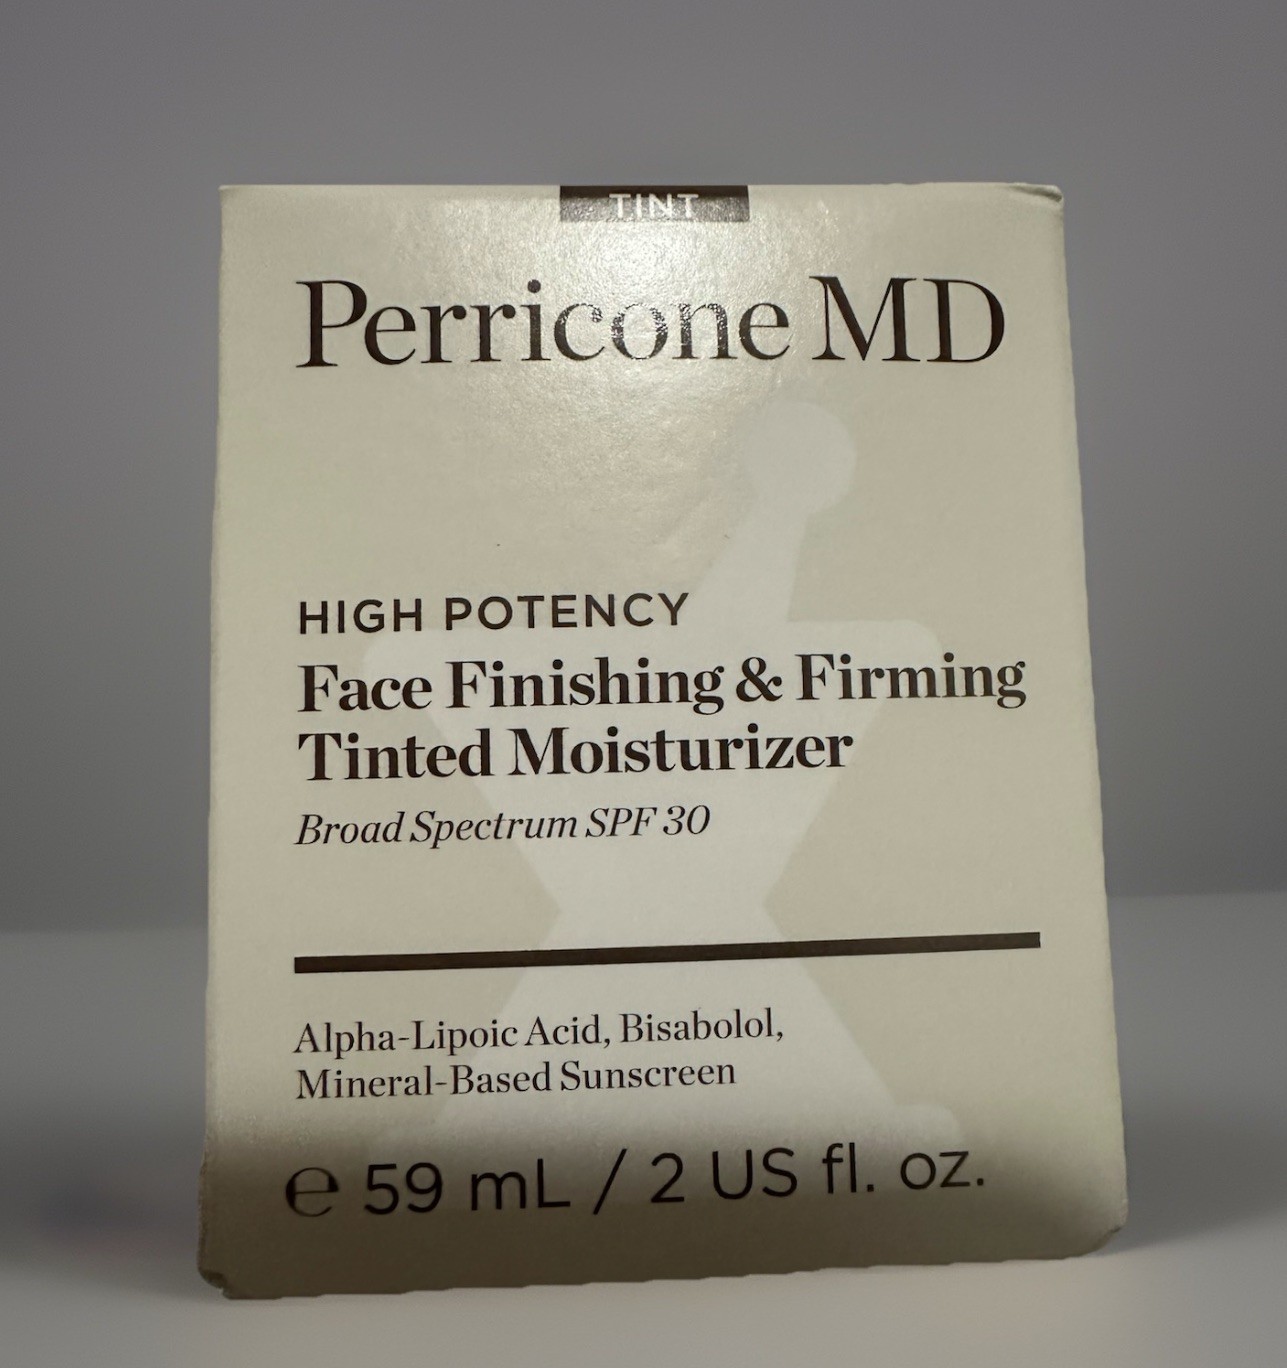 TINT
Perricone MD
HIGH POTENCY
Face Finishing & Firming
Tinted Moisturizer
Broad Spectrum SPF 30
Alpha-Lipoic Acid, Bisabolol,
Mineral-Based Sunscreen
℮ 59 mL / 2 US fl. oz.